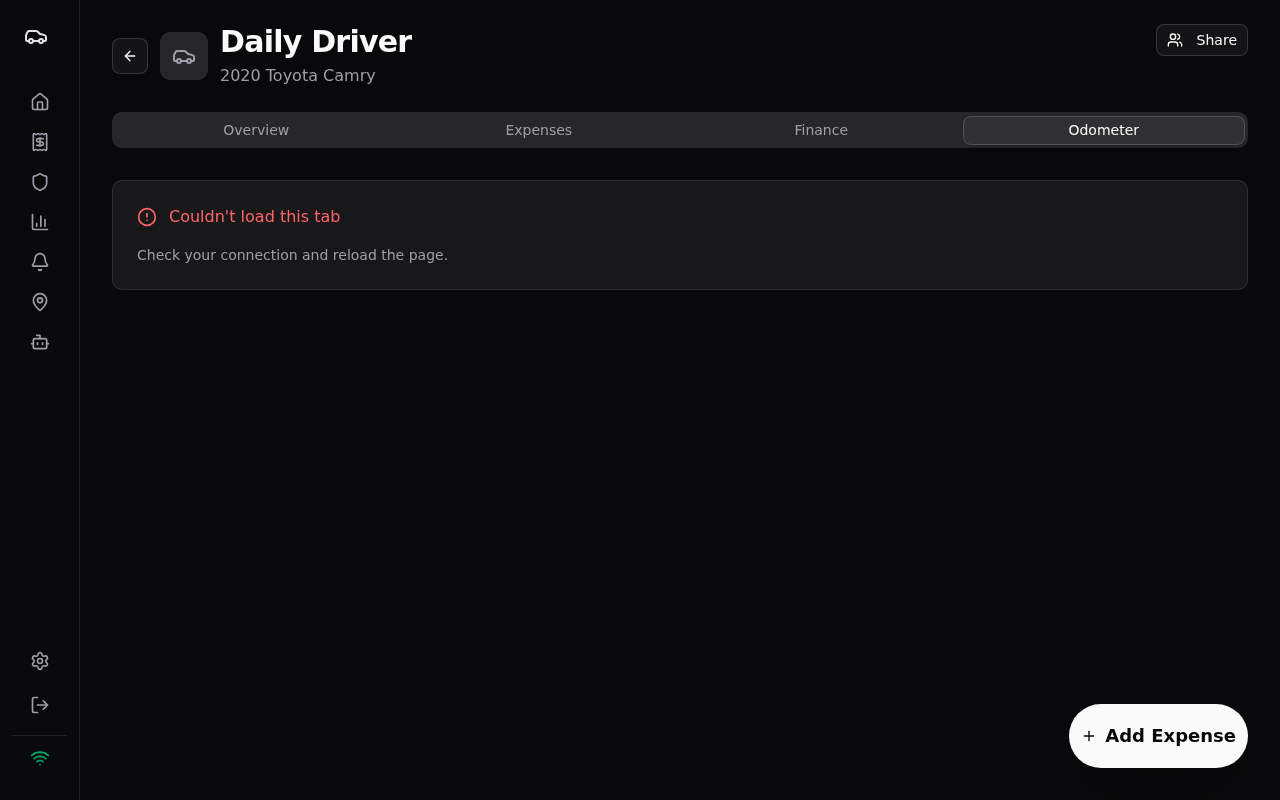 Daily Driver
2020 Toyota Camry
Share
Overview
Expenses
Finance
Odometer
Couldn't load this tab
Check your connection and reload the page.
Add Expense